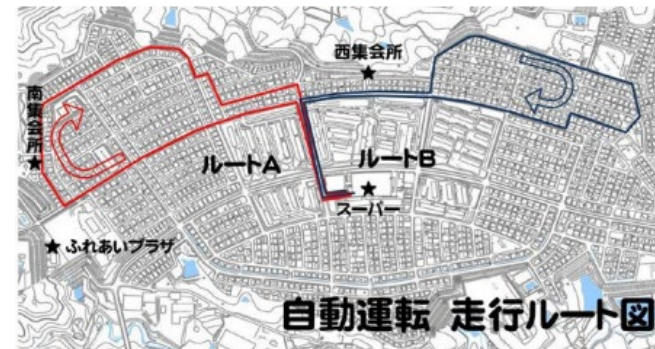 西集会所
南集会所
ルートA
ルートB
スーパー
ふれあいプラザ
自動運転 走行ルート図